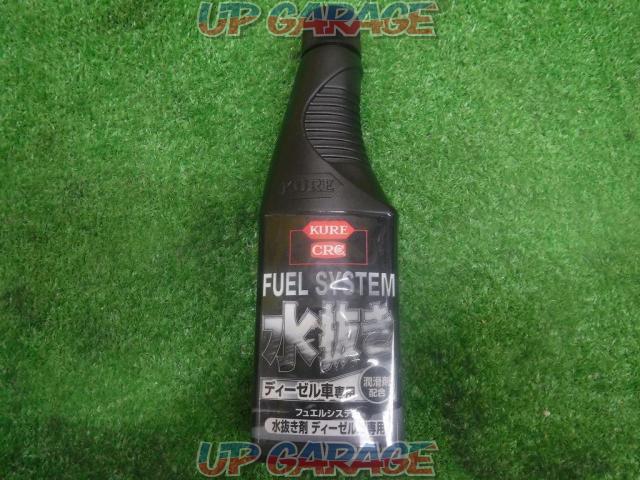 UP GARAGE
KURE
KURE
CRC
FUEL SYSTEM
水抜き
ディーゼル車専用
潤滑剤
配合
フュエルシステム
水抜き剤 ディーゼル車専用
UP GARAGE